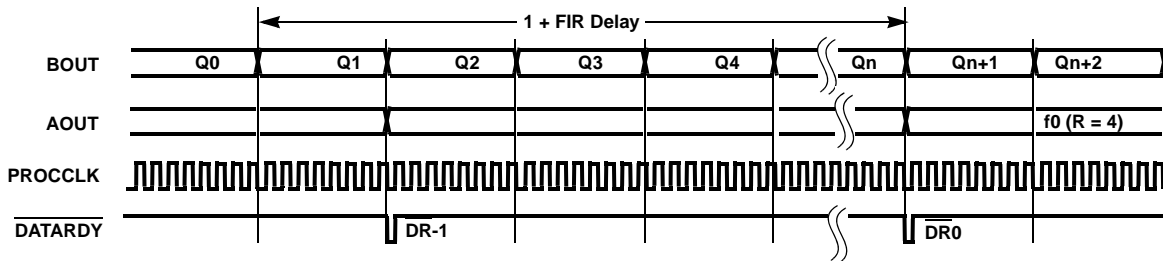 1 + FIR Delay
BOUT Q0 Q1 Q2 Q3 Q4 Qn Qn+1 Qn+2
AOUT f0 (R = 4)
PROCCLK
DATARDY DR-1 DR0